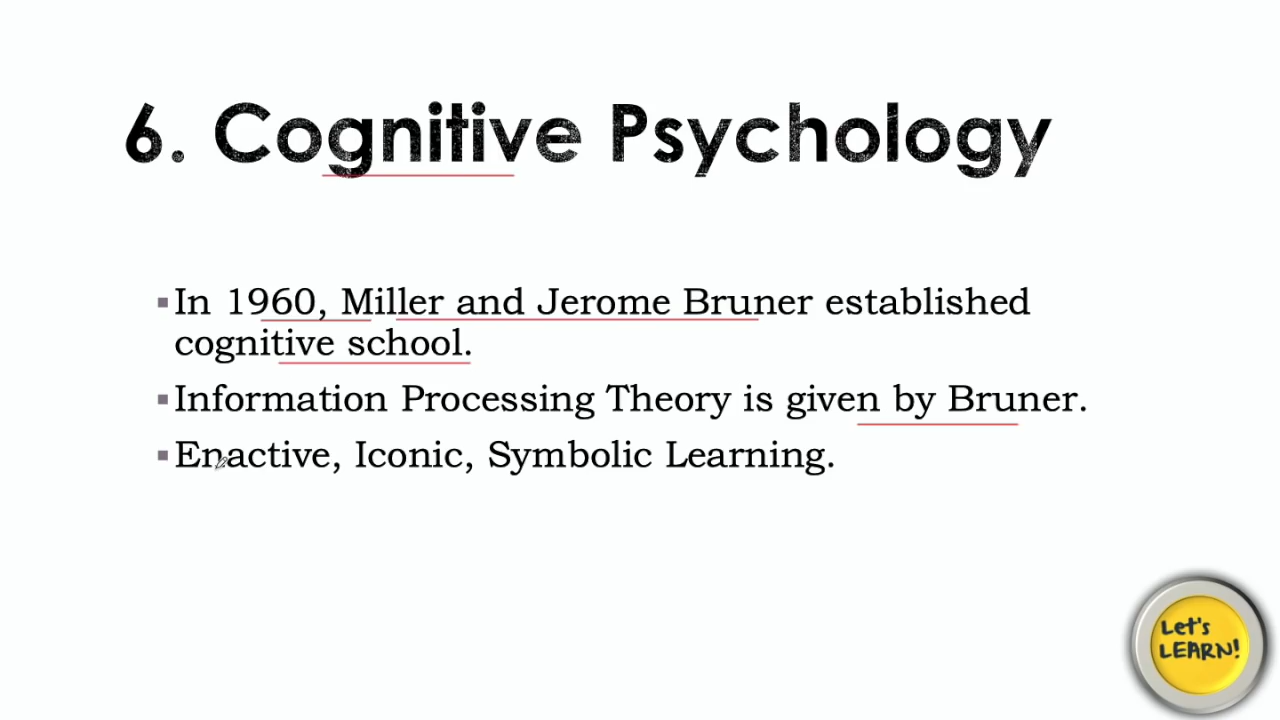 6. Cognitive Psychology
In 1960, Miller and Jerome Bruner established
cognitive school.
Information Processing Theory is given by Bruner.
Enactive, Iconic, Symbolic Learning.
Let's
LEARN!